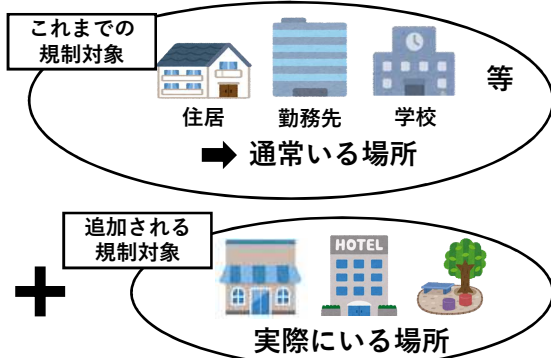 これまでの
規制対象
等
住居
勤務先
学校
➡ 通常いる場所
追加される
規制対象
+
HOTEL
実際にいる場所